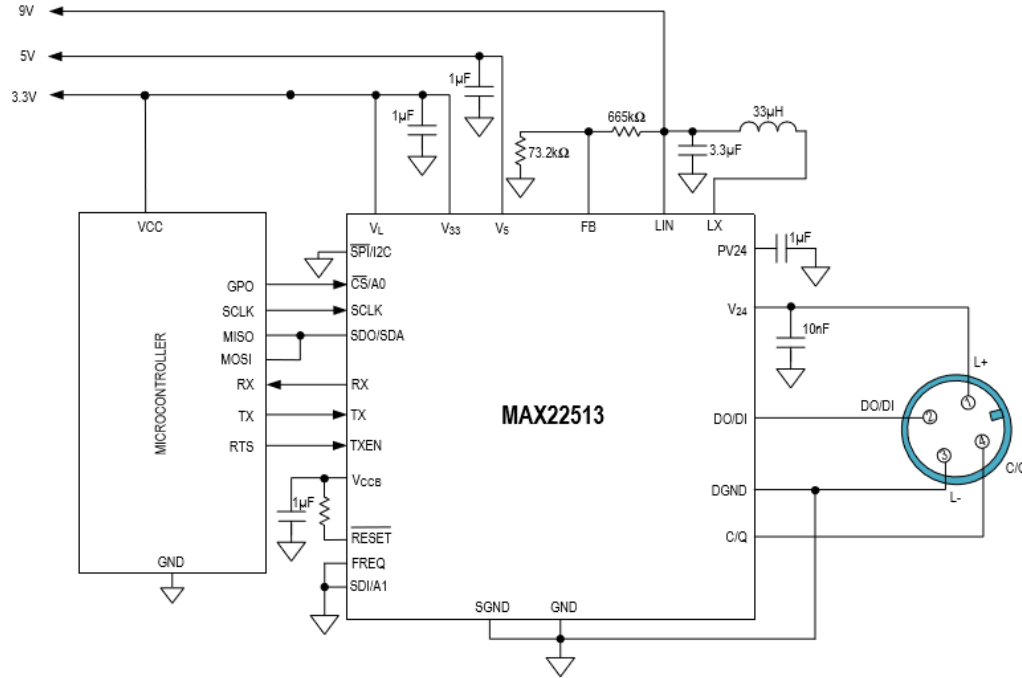 9V
5V
3.3V
1µF
1µF
665kΩ
33µH
73.2kΩ
3.3µF
VCC
VL
V33
V5
FB
LIN
LX
SPI/I2C
PV24
1µF
GPO
CS/A0
SCLK
SCLK
V24
MISO
SDO/SDA
10nF
MOSI
L+
RX
RX
MICROCONTROLLER
MAX22513
TX
TX
DO/DI
DO/DI
1
2
3
4
RTS
TXEN
C/Q
VCCB
DGND
L-
1µF
RESET
C/Q
GND
FREQ
SDI/A1
SGND
GND